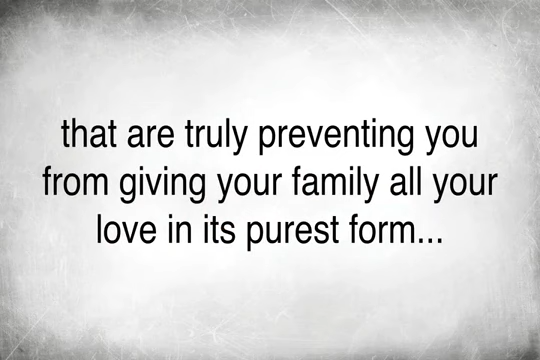 that are truly preventing you
from giving your family all your
love in its purest form...